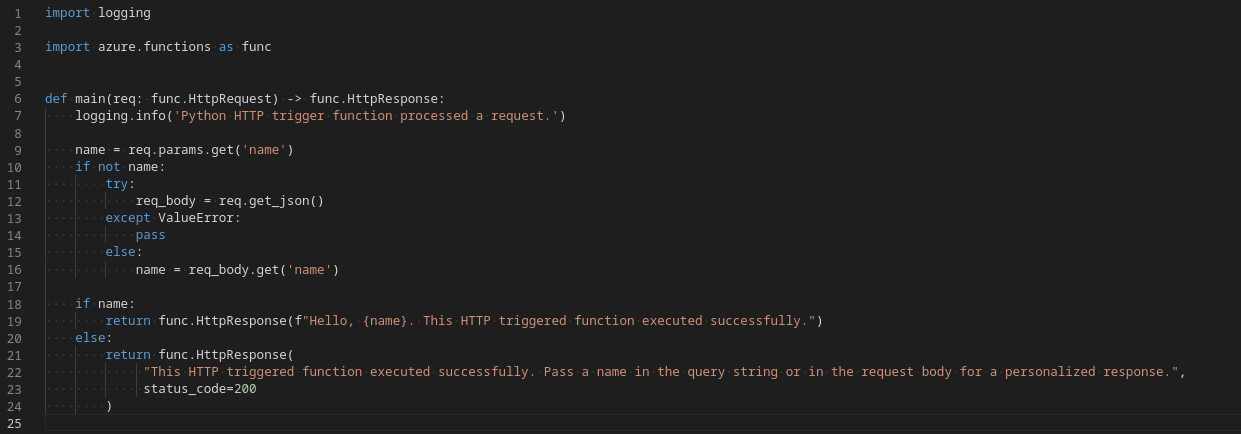 1 import logging
2
3 import azure.functions as func
4
5
6 def main(req: func.HttpRequest) -> func.HttpResponse:
7     logging.info('Python HTTP trigger function processed a request.')
8
9     name = req.params.get('name')
10     if not name:
11         try:
12             req_body = req.get_json()
13         except ValueError:
14             pass
15         else:
16             name = req_body.get('name')
17
18     if name:
19         return func.HttpResponse(f"Hello, {name}. This HTTP triggered function executed successfully.")
20     else:
21         return func.HttpResponse(
22              "This HTTP triggered function executed successfully. Pass a name in the query string or in the request body for a personalized response.",
23              status_code=200
24         )
25